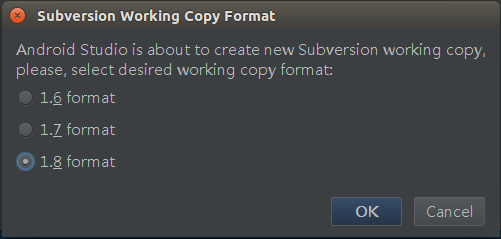 Subversion Working Copy Format
Android Studio is about to create new Subversion working copy,
please, select desired working copy format:
1.6 format
1.7 format
1.8 format
OK Cancel